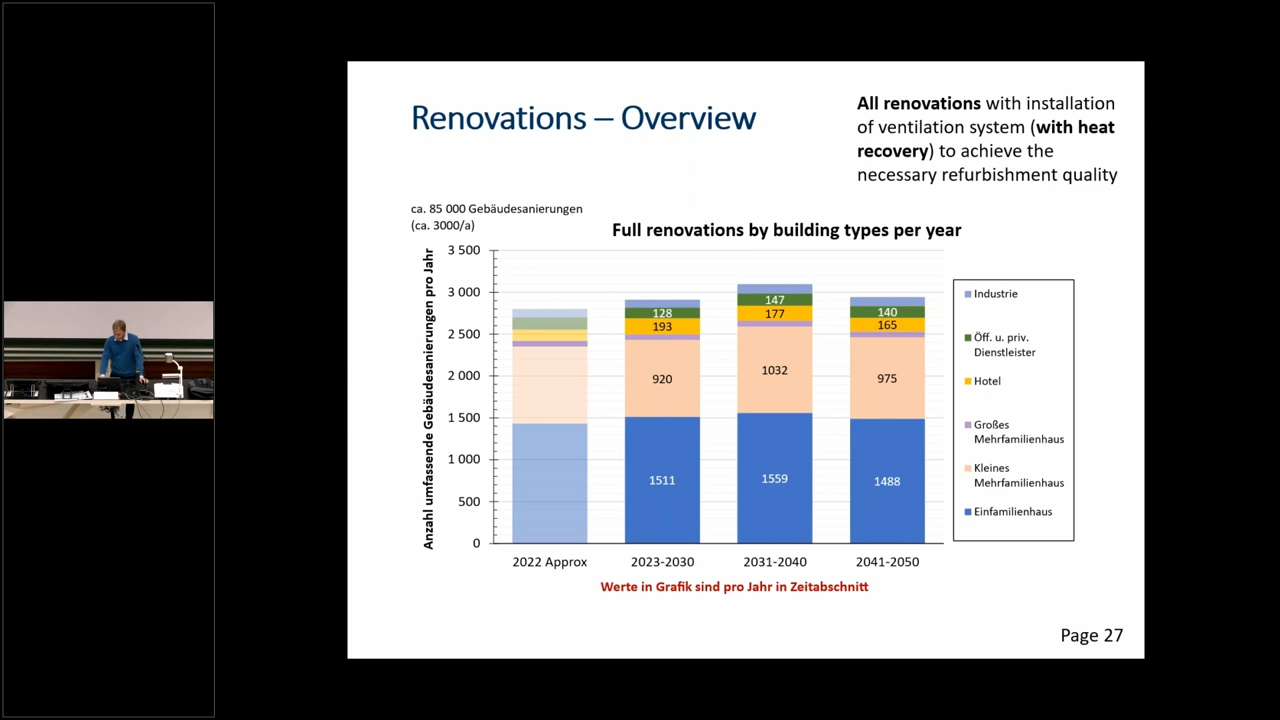 Renovations – Overview
All renovations with installation
of ventilation system (with heat
recovery) to achieve the
necessary refurbishment quality
ca. 85 000 Gebäudesanierungen
(ca. 3000/a)
Full renovations by building types per year
Anzahl umfassende Gebäudesanierungen pro Jahr
3 500
3 000
2 500
2 000
1 500
1 000
500
0
128
193
920
1511
147
177
1032
1559
140
165
975
1488
2022 Approx
2023-2030
2031-2040
2041-2050
Industrie
Öff. u. priv.
Dienstleister
Hotel
Großes
Mehrfamilienhaus
Kleines
Mehrfamilienhaus
Einfamilienhaus
Werte in Grafik sind pro Jahr in Zeitabschnitt
Page 27